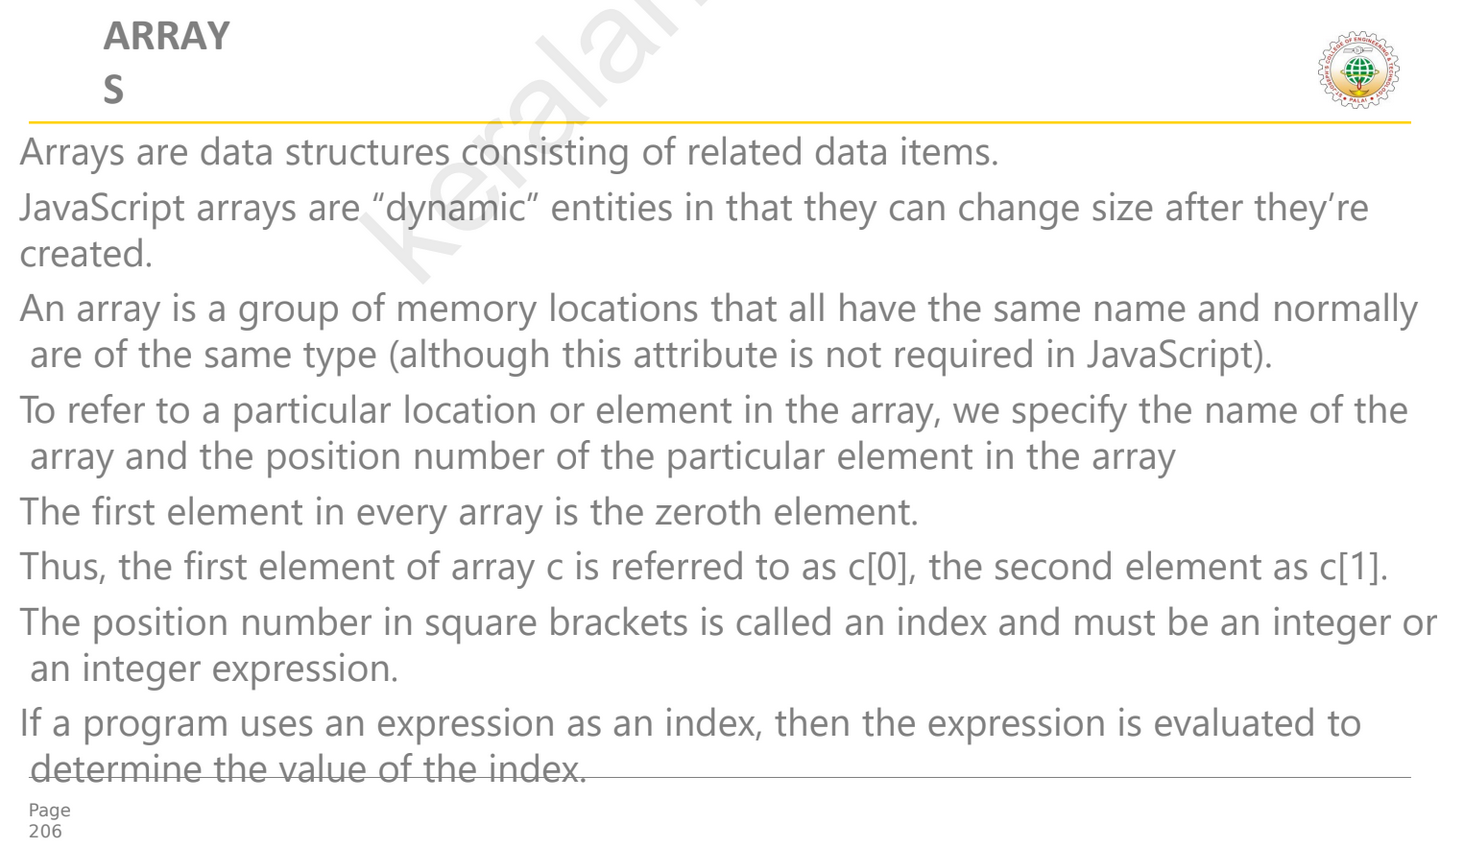 ARRAY
S
Arrays are data structures consisting of related data items.
JavaScript arrays are “dynamic” entities in that they can change size after they’re
created.
An array is a group of memory locations that all have the same name and normally
are of the same type (although this attribute is not required in JavaScript).
To refer to a particular location or element in the array, we specify the name of the
array and the position number of the particular element in the array
The first element in every array is the zeroth element.
Thus, the first element of array c is referred to as c[0], the second element as c[1].
The position number in square brackets is called an index and must be an integer or
an integer expression.
If a program uses an expression as an index, then the expression is evaluated to
determine the value of the index.
Page
206